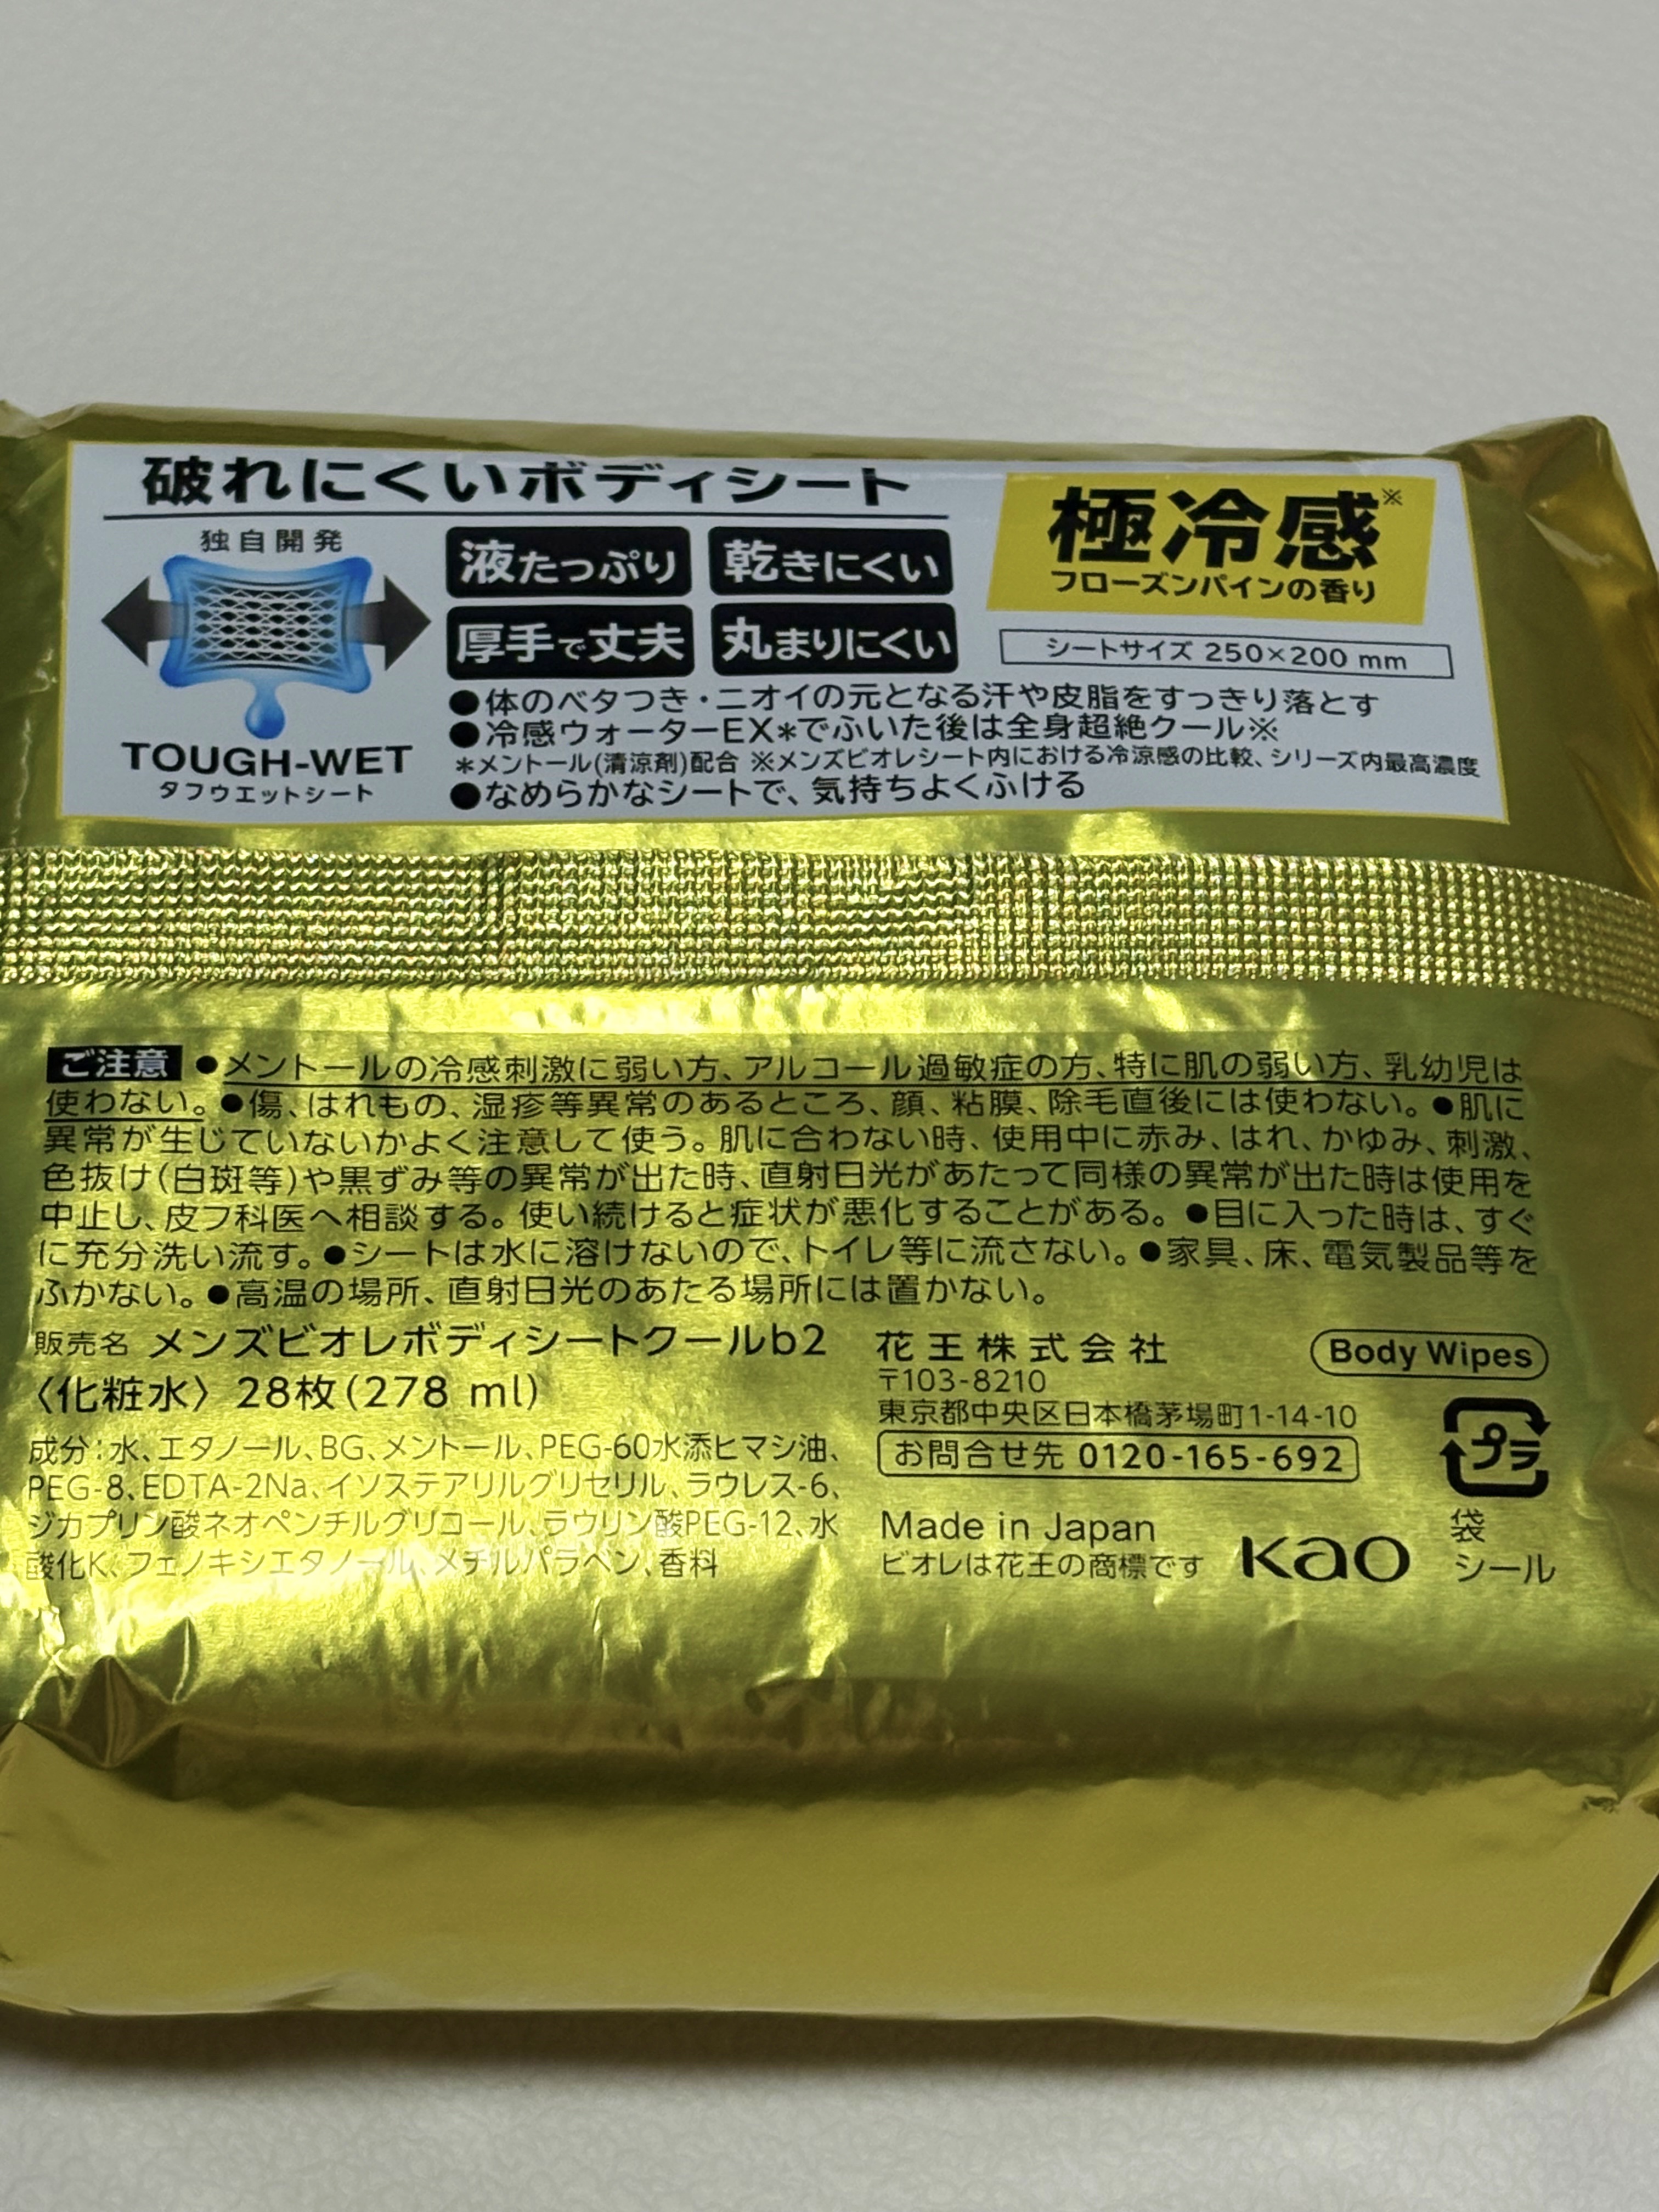 破れにくいボディシート
独自開発
液たっぷり 乾きにくい
厚手で丈夫 丸まりにくい
TOUGH-WET
タフウエットシート
極冷感※
フローズンパインの香り
シートサイズ 250×200 mm
●体のベタつき・ニオイの元となる汗や皮脂をすっきり落とす
●冷感ウォーターEX*でふいた後は全身超絶クール※
*メントール(清涼剤)配合 ※メンズビオレシート内における冷涼感の比較、シリーズ内最高濃度
●なめらかなシートで、気持ちよくふける
ご注意 ●メントールの冷感刺激に弱い方、アルコール過敏症の方、特に肌の弱い方、乳幼児は
使わない。●傷、はれもの、湿疹等異常のあるところ、顔、粘膜、除毛直後には使わない。●肌に
異常が生じていないかよく注意して使う。肌に合わない時、使用中に赤み、はれ、かゆみ、刺激、
色抜け(白斑等)や黒ずみ等の異常が出た時、直射日光があたって同様の異常が出た時は使用を
中止し、皮フ科医へ相談する。使い続けると症状が悪化することがある。●目に入った時は、すぐ
に充分洗い流す。●シートは水に溶けないので、トイレ等に流さない。●家具、床、電気製品等を
ふかない。●高温の場所、直射日光のあたる場所には置かない。
販売名 メンズビオレボディシートクールb2
〈化粧水〉28枚(278 ml)
成分:水、エタノール、BG、メントール、PEG-60水添ヒマシ油、
PEG-8、EDTA-2Na、イソステアリルグリセリル、ラウレス-6、
ジカプリン酸ネオペンチルグリコール、ラウリン酸PEG-12、水
酸化K、フェノキシエタノール、メチルパラベン、香料
花王株式会社
〒103-8210
東京都中央区日本橋茅場町1-14-10
お問合せ先 0120-165-692
Made in Japan
ビオレは花王の商標です
Kao
Body Wipes
プラ
袋
シール